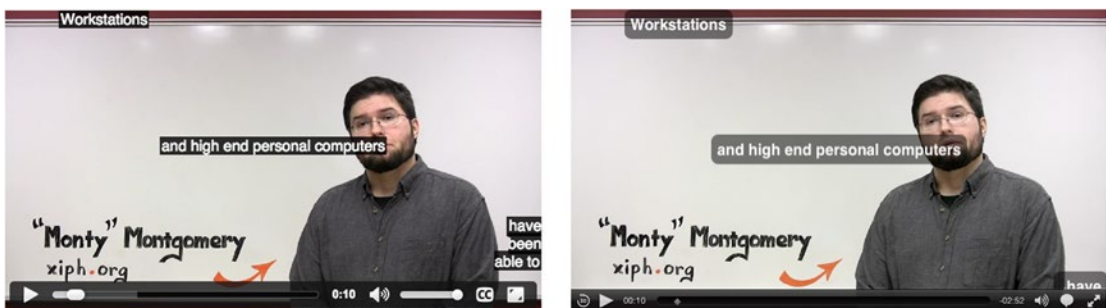 Workstations
and high end personal computers
have
been
able to
"Monty" Montgomery
xiph.org
0:10
CC
Workstations
and high end personal computers
"Monty" Montgomery
xiph.org
have
00:10
-02:52